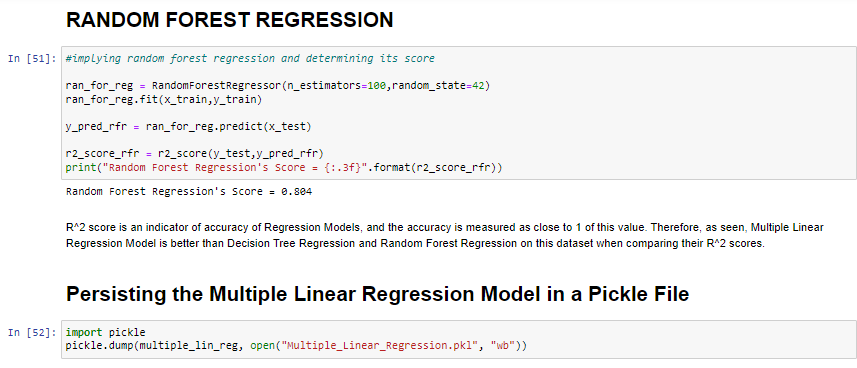 RANDOM FOREST REGRESSION
In [51]: #implying random forest regression and determining its score
ran_for_reg = RandomForestRegressor(n_estimators=100,random_state=42)
ran_for_reg.fit(x_train,y_train)
y_pred_rfr = ran_for_reg.predict(x_test)
r2_score_rfr = r2_score(y_test,y_pred_rfr)
print("Random Forest Regression's Score = {:.3f}".format(r2_score_rfr))
Random Forest Regression's Score = 0.804
R^2 score is an indicator of accuracy of Regression Models, and the accuracy is measured as close to 1 of this value. Therefore, as seen, Multiple Linear
Regression Model is better than Decision Tree Regression and Random Forest Regression on this dataset when comparing their R^2 scores.
Persisting the Multiple Linear Regression Model in a Pickle File
In [52]: import pickle
pickle.dump(multiple_lin_reg, open("Multiple_Linear_Regression.pkl", "wb"))